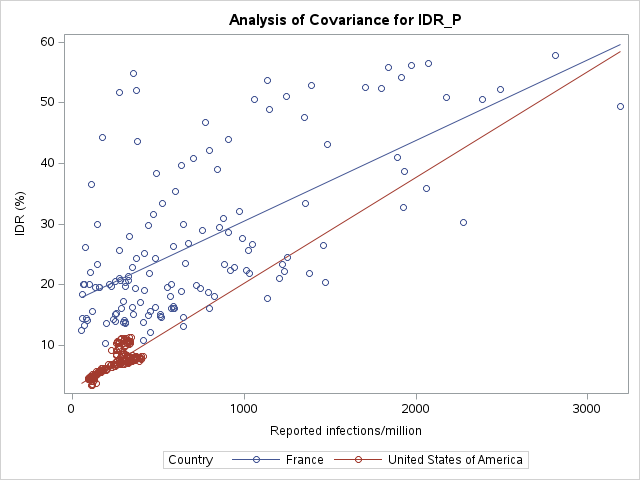 Analysis of Covariance for IDR_P
60
50
40
30
20
10
IDR (%)
0
1000
2000
3000
Reported infections/million
Country
France
United States of America